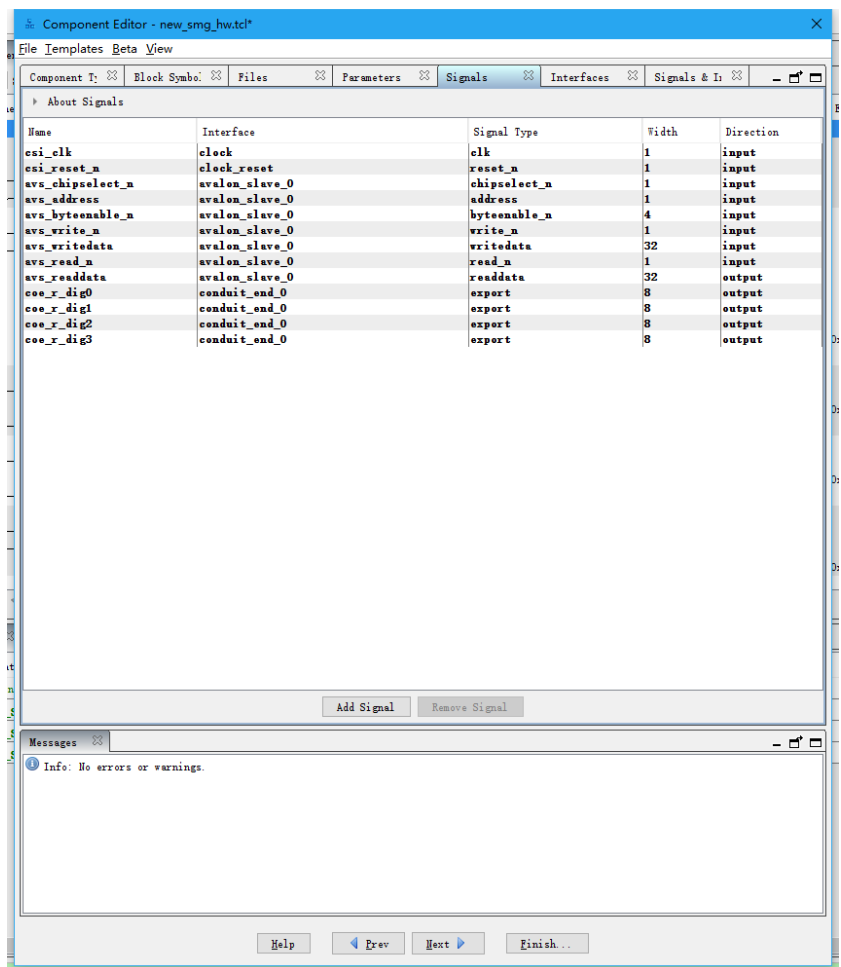 Component Editor - new_smg_hw.tcl*
File Templates Beta View
Component Ty Block Symbol Files Parameters Signals Interfaces Signals & In
About Signals
Name Interface Signal Type Width Direction
csi_clk clock clk 1 input
csi_reset_n clock_reset reset_n 1 input
avs_chipselect_n avalon_slave_0 chipselect_n 1 input
avs_address avalon_slave_0 address 1 input
avs_byteenable_n avalon_slave_0 byteenable_n 4 input
avs_write_n avalon_slave_0 write_n 1 input
avs_writedata avalon_slave_0 writedata 32 input
avs_read_n avalon_slave_0 read_n 1 input
avs_readdata avalon_slave_0 readdata 32 output
coe_r_dig0 conduit_end_0 export 8 output
coe_r_dig1 conduit_end_0 export 8 output
coe_r_dig2 conduit_end_0 export 8 output
coe_r_dig3 conduit_end_0 export 8 output
Add Signal Remove Signal
Messages
Info: No errors or warnings.
Help Prev Next Finish...